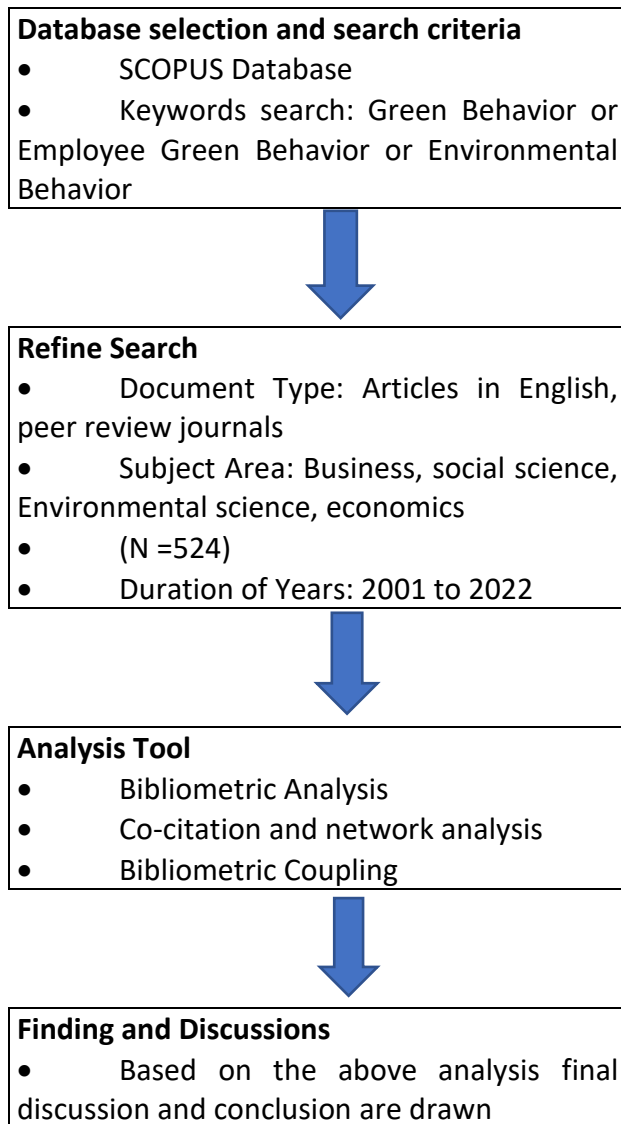 Database selection and search criteria
• SCOPUS Database
• Keywords search: Green Behavior or
Employee Green Behavior or Environmental
Behavior
Refine Search
• Document Type: Articles in English,
peer review journals
• Subject Area: Business, social science,
Environmental science, economics
• (N =524)
• Duration of Years: 2001 to 2022
Analysis Tool
• Bibliometric Analysis
• Co-citation and network analysis
• Bibliometric Coupling
Finding and Discussions
• Based on the above analysis final
discussion and conclusion are drawn